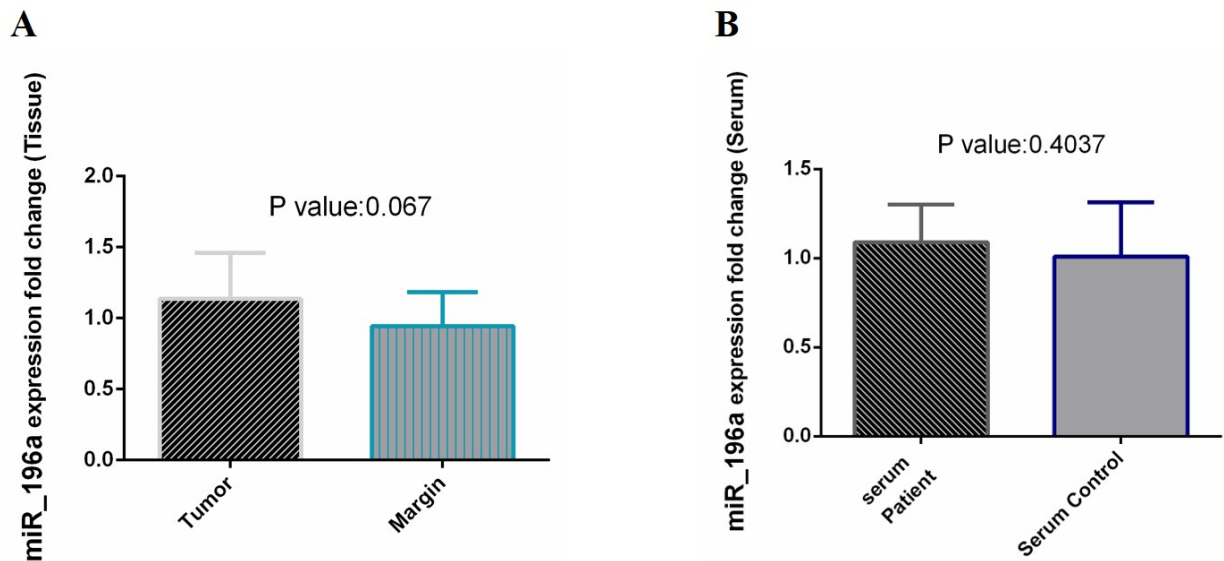 A
miR_196a expression fold change (Tissue)
P value:0.067
2.0
1.5
1.0
0.5
0.0
Tumor
Margin
B
miR_196a expression fold change (Serum)
P value:0.4037
1.5
1.0
0.5
0.0
serum
Patient
Serum Control